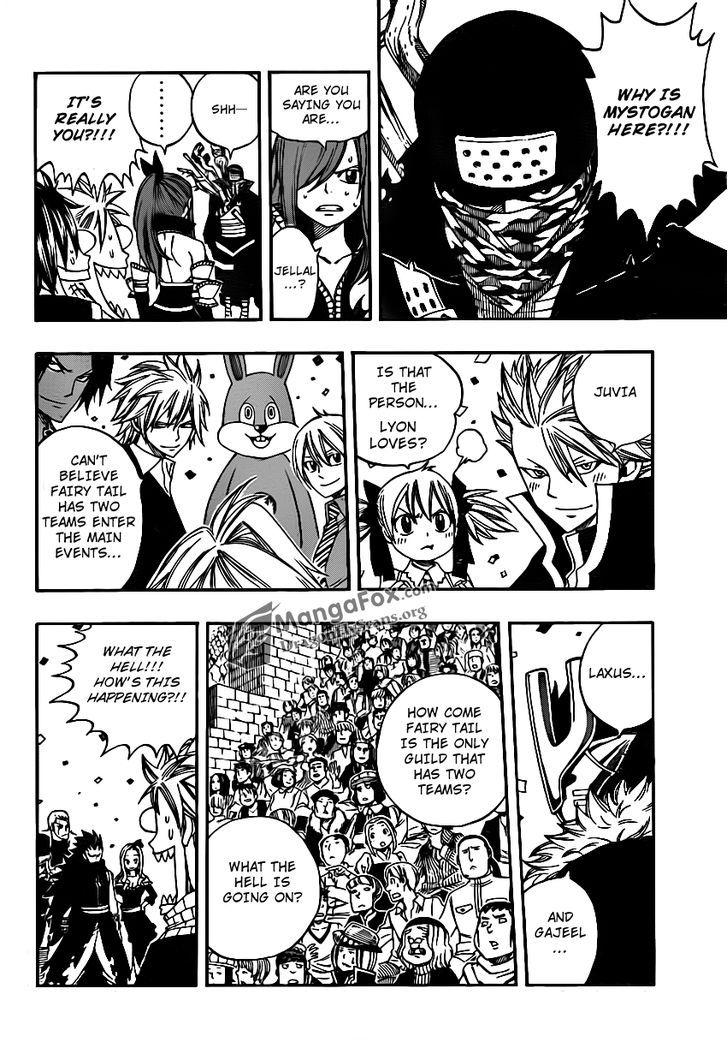 WHY IS
MYSTOGAN
HERE?!!!
ARE YOU
SAYING YOU
ARE...
JELLAL
...?
SHH—
......
IT'S
REALLY
YOU?!!!
JUVIA
IS THAT
THE
PERSON...
LYON
LOVES?
CAN'T
BELIEVE
FAIRY TAIL
HAS TWO
TEAMS ENTER
THE MAIN
EVENTS...
MangaFox.com
LAXUS...
AND
GAJEEL...
HOW COME
FAIRY TAIL
IS THE ONLY
GUILD THAT
HAS TWO
TEAMS?
WHAT THE
HELL IS
GOING ON?
WHAT THE
HELL!!!
HOW'S THIS
HAPPENING?!!